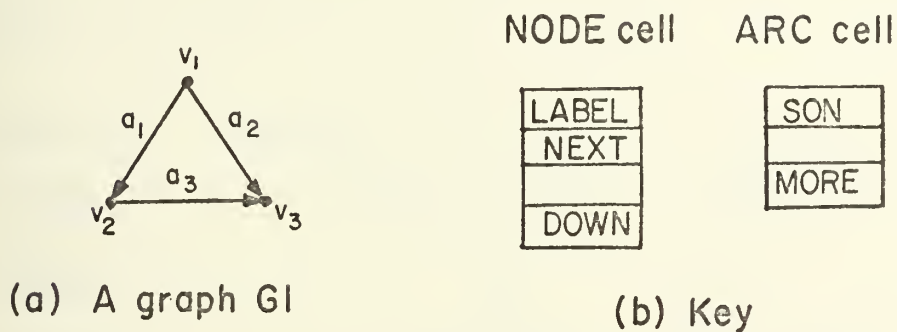 NODE cell
ARC cell
v₁
a₁
a₂
a₃
v₂
v₃
LABEL
NEXT
DOWN
SON
MORE
(a) A graph G1
(b) Key